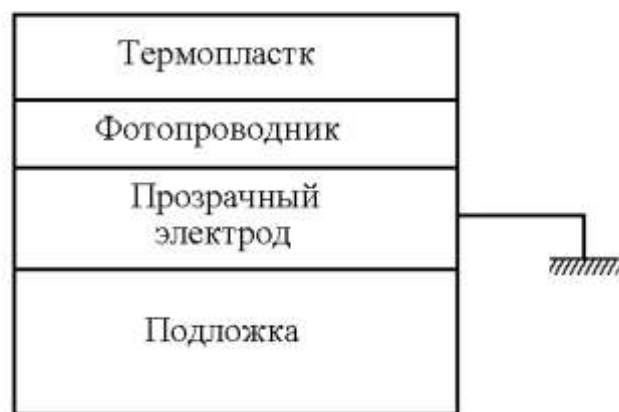 Термопластк
Фотопроводник
Прозрачный
электрод
Подложка